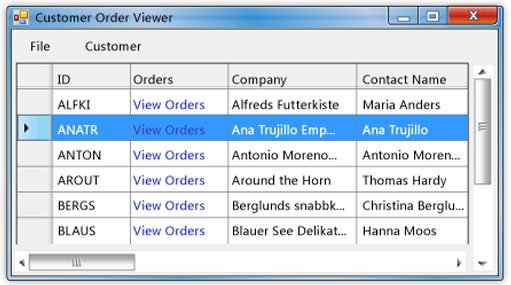 Customer Order Viewer
File Customer
ID Orders Company Contact Name
ALFKI View Orders Alfreds Futterkiste Maria Anders
ANATR View Orders Ana Trujillo Emp... Ana Trujillo
ANTON View Orders Antonio Moreno... Antonio Moren...
AROUT View Orders Around the Horn Thomas Hardy
BERGS View Orders Berglunds snabbk... Christina Berglu...
BLAUS View Orders Blauer See Delikat... Hanna Moos